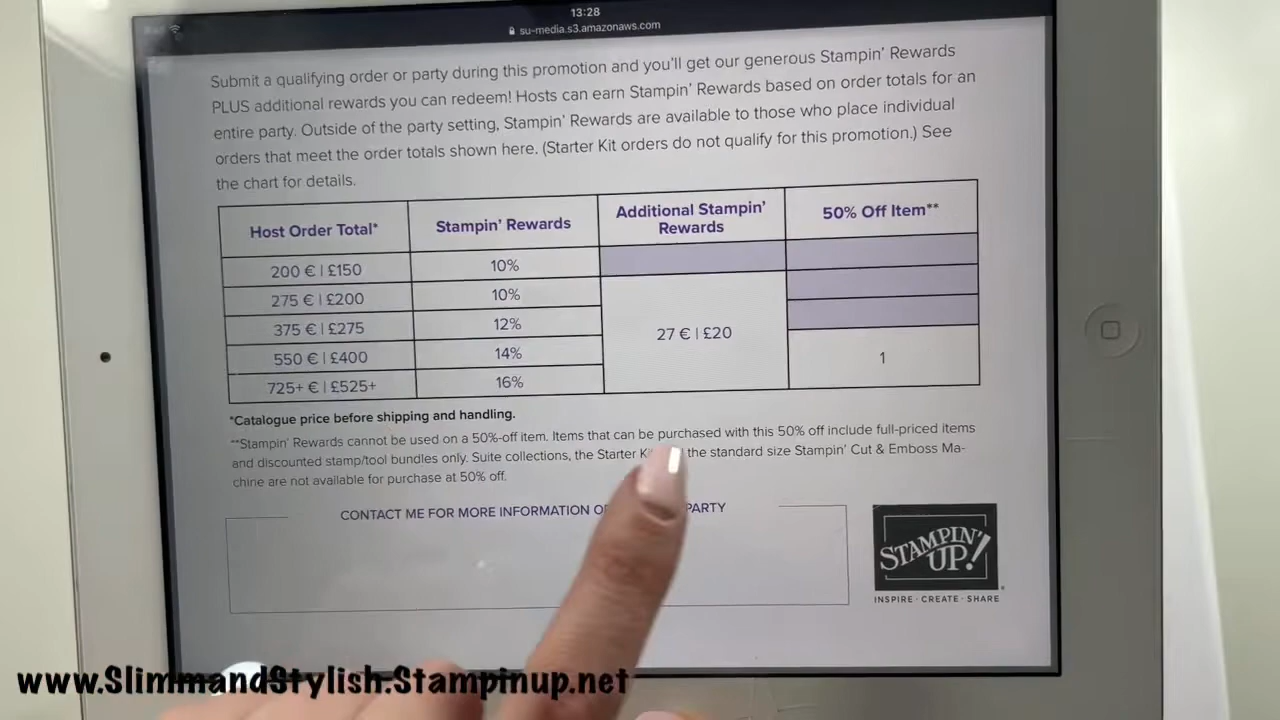 13:28
su-media.s3.amazonaws.com
Submit a qualifying order or party during this promotion and you'll get our generous Stampin' Rewards
PLUS additional rewards you can redeem! Hosts can earn Stampin' Rewards based on order totals for an
entire party. Outside of the party setting, Stampin' Rewards are available to those who place individual
orders that meet the order totals shown here. (Starter Kit orders do not qualify for this promotion.) See
the chart for details.
Host Order Total* Stampin' Rewards Additional Stampin' Rewards 50% Off Item**
200 € | £150 10%
275 € | £200 10%
375 € | £275 12%
27 € | £20
550 € | £400 14% 1
725+ € | £525+ 16%
*Catalogue price before shipping and handling.
**Stampin' Rewards cannot be used on a 50%-off item. Items that can be purchased with this 50% off include full-priced items
and discounted stamp/tool bundles only. Suite collections, the Starter the standard size Stampin' Cut & Emboss Ma-
chine are not available for purchase at 50% off.
CONTACT ME FOR MORE INFORMATION PARTY
STAMPIN' UP!
INSPIRE · CREATE · SHARE
www.SlimmandStylish.Stampinup.net